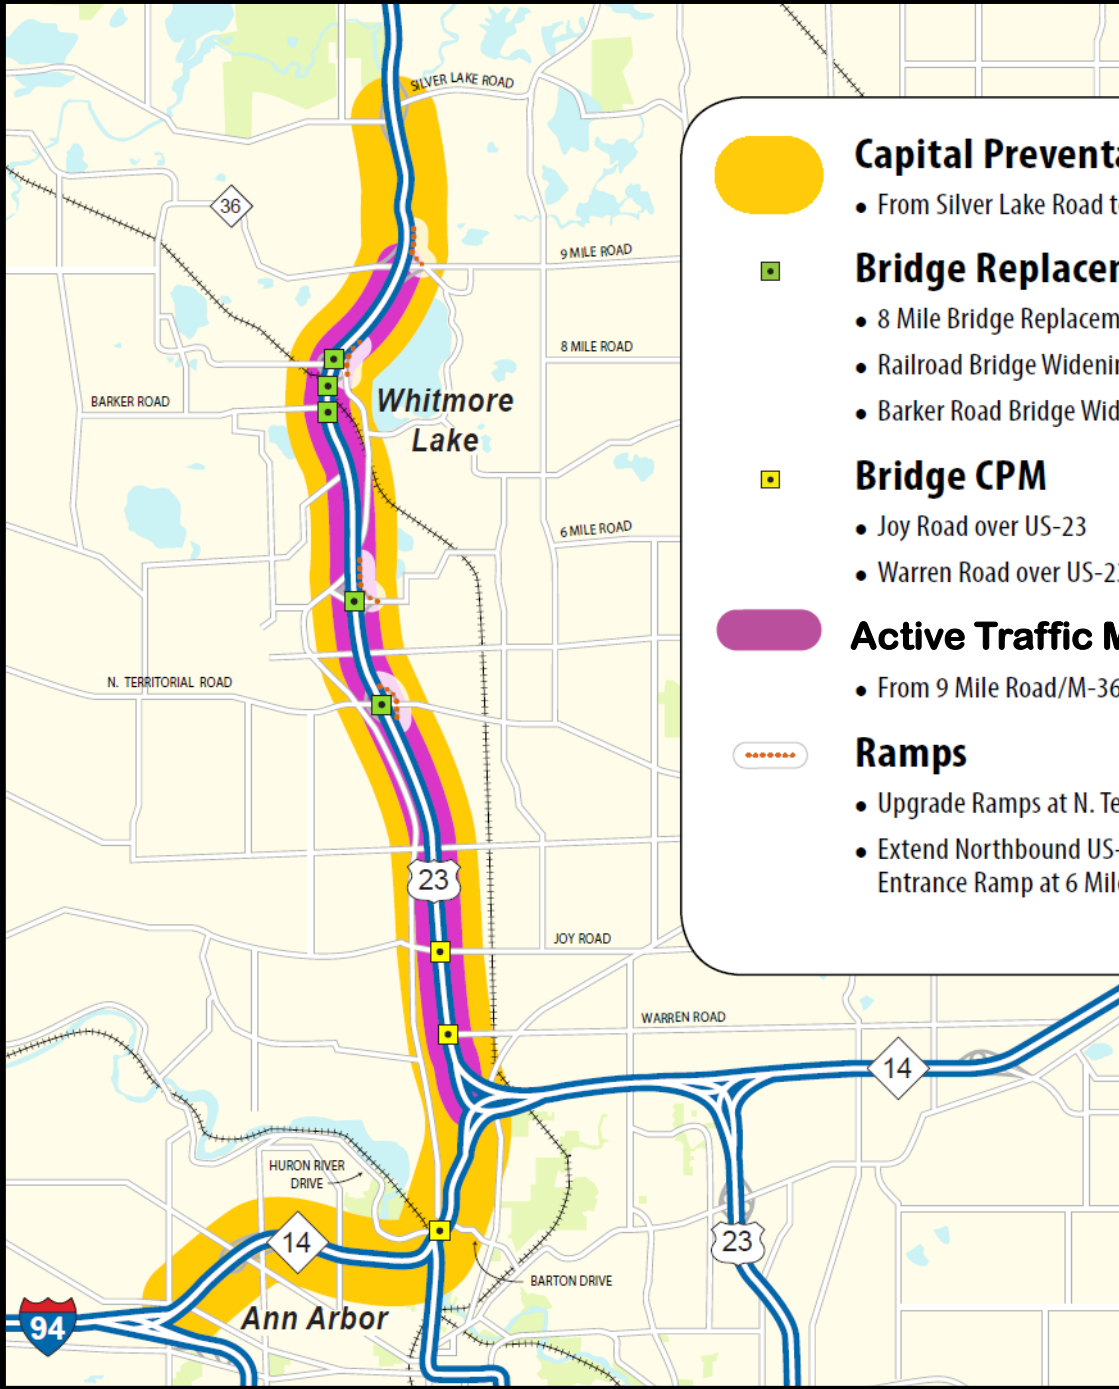 SILVER LAKE ROAD
36
9 MILE ROAD
8 MILE ROAD
BARKER ROAD
Whitmore
Lake
6 MILE ROAD
N. TERRITORIAL ROAD
23
JOY ROAD
WARREN ROAD
14
HURON RIVER
DRIVE
14
23
BARTON DRIVE
Ann Arbor
94
Capital Preventa
• From Silver Lake Road t
Bridge Replacem
• 8 Mile Bridge Replacem
• Railroad Bridge Wideni
• Barker Road Bridge Wid
Bridge CPM
• Joy Road over US-23
• Warren Road over US-23
Active Traffic M
• From 9 Mile Road/M-36
Ramps
• Upgrade Ramps at N. Te
• Extend Northbound US-
Entrance Ramp at 6 Mil